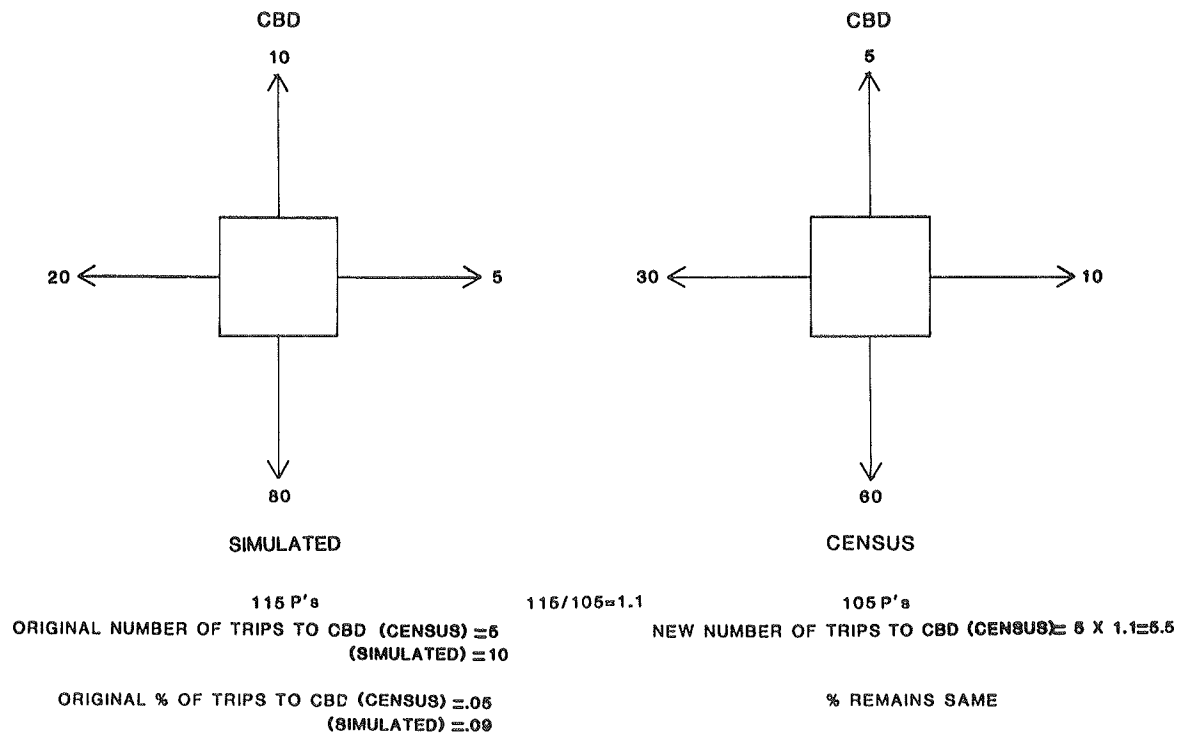 CBD
10
20
5
80
SIMULATED
CBD
5
30
10
60
CENSUS
115 P's
115/105=1.1
105 P's
ORIGINAL NUMBER OF TRIPS TO CBD (CENSUS) =5
(SIMULATED) =10
NEW NUMBER OF TRIPS TO CBD (CENSUS)= 5 X 1.1=5.5
ORIGINAL % OF TRIPS TO CBD (CENSUS) =.05
(SIMULATED) =.09
% REMAINS SAME